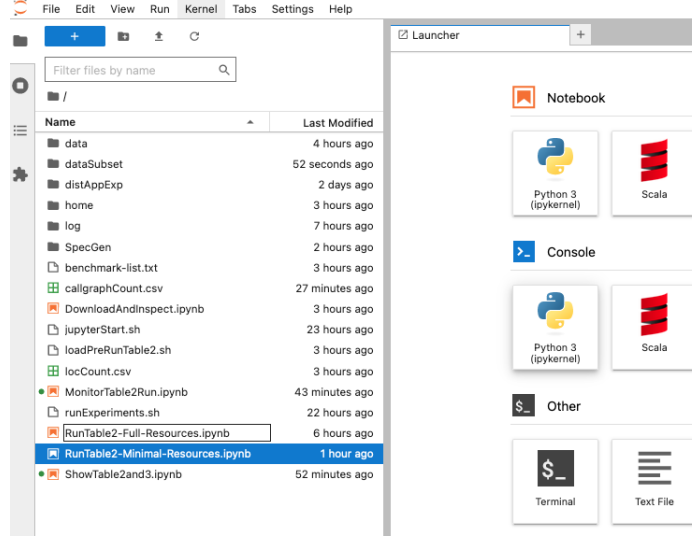 File Edit View Run Kernel Tabs Settings Help
+
Launcher
+
Filter files by name
/
Name Last Modified
data 4 hours ago
dataSubset 52 seconds ago
distAppExp 2 days ago
home 3 hours ago
log 7 hours ago
SpecGen 2 hours ago
benchmark-list.txt 3 hours ago
callgraphCount.csv 27 minutes ago
DownloadAndInspect.ipynb 3 hours ago
jupyterStart.sh 23 hours ago
loadPreRunTable2.sh 3 hours ago
locCount.csv 3 hours ago
MonitorTable2Run.ipynb 43 minutes ago
runExperiments.sh 22 hours ago
RunTable2-Full-Resources.ipynb 6 hours ago
RunTable2-Minimal-Resources.ipynb 1 hour ago
ShowTable2and3.ipynb 52 minutes ago
Notebook
Python 3
(ipykernel)
Scala
>_ Console
Python 3
(ipykernel)
Scala
$_ Other
$_
Terminal
Text File